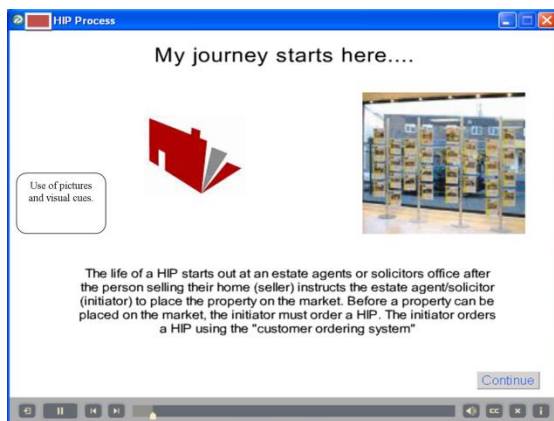 HIP Process
My journey starts here....
Use of pictures
and visual cues.
The life of a HIP starts out at an estate agents or solicitors office after
the person selling their home (seller) instructs the estate agent/solicitor
(initiator) to place the property on the market. Before a property can be
placed on the market, the initiator must order a HIP. The initiator orders
a HIP using the "customer ordering system"
Continue
CC